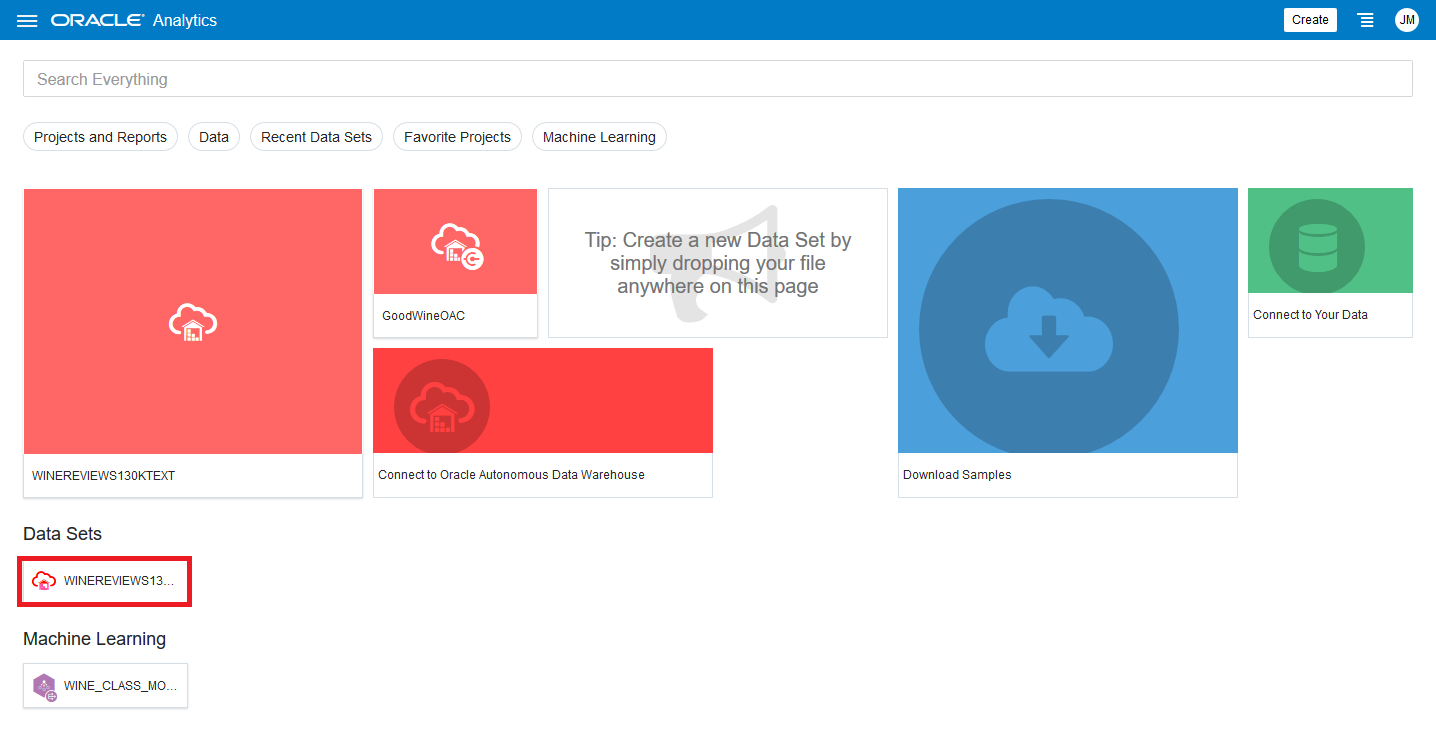 ORACLE Analytics
Create
JM
Search Everything
Projects and Reports
Data
Recent Data Sets
Favorite Projects
Machine Learning
WINEREVIEWS130KTEXT
GoodWineOAC
Tip: Create a new Data Set by
simply dropping your file
anywhere on this page
Connect to Oracle Autonomous Data Warehouse
Download Samples
Connect to Your Data
Data Sets
WINEREVIEWS13...
Machine Learning
WINE_CLASS_MO...